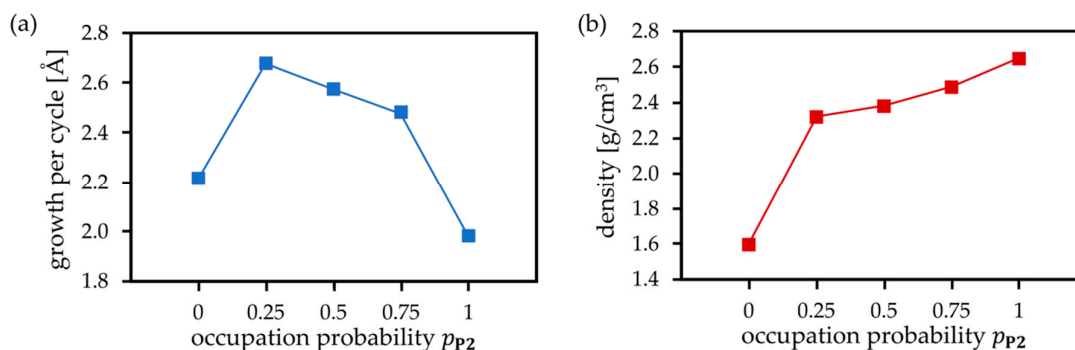 (a)
growth per cycle [Å]
2.8
2.6
2.4
2.2
2.0
1.8
0 0.25 0.5 0.75 1
occupation probability pP2
(b)
density [g/cm³]
2.8
2.6
2.4
2.2
2.0
1.8
1.6
1.4
0 0.25 0.5 0.75 1
occupation probability pP2